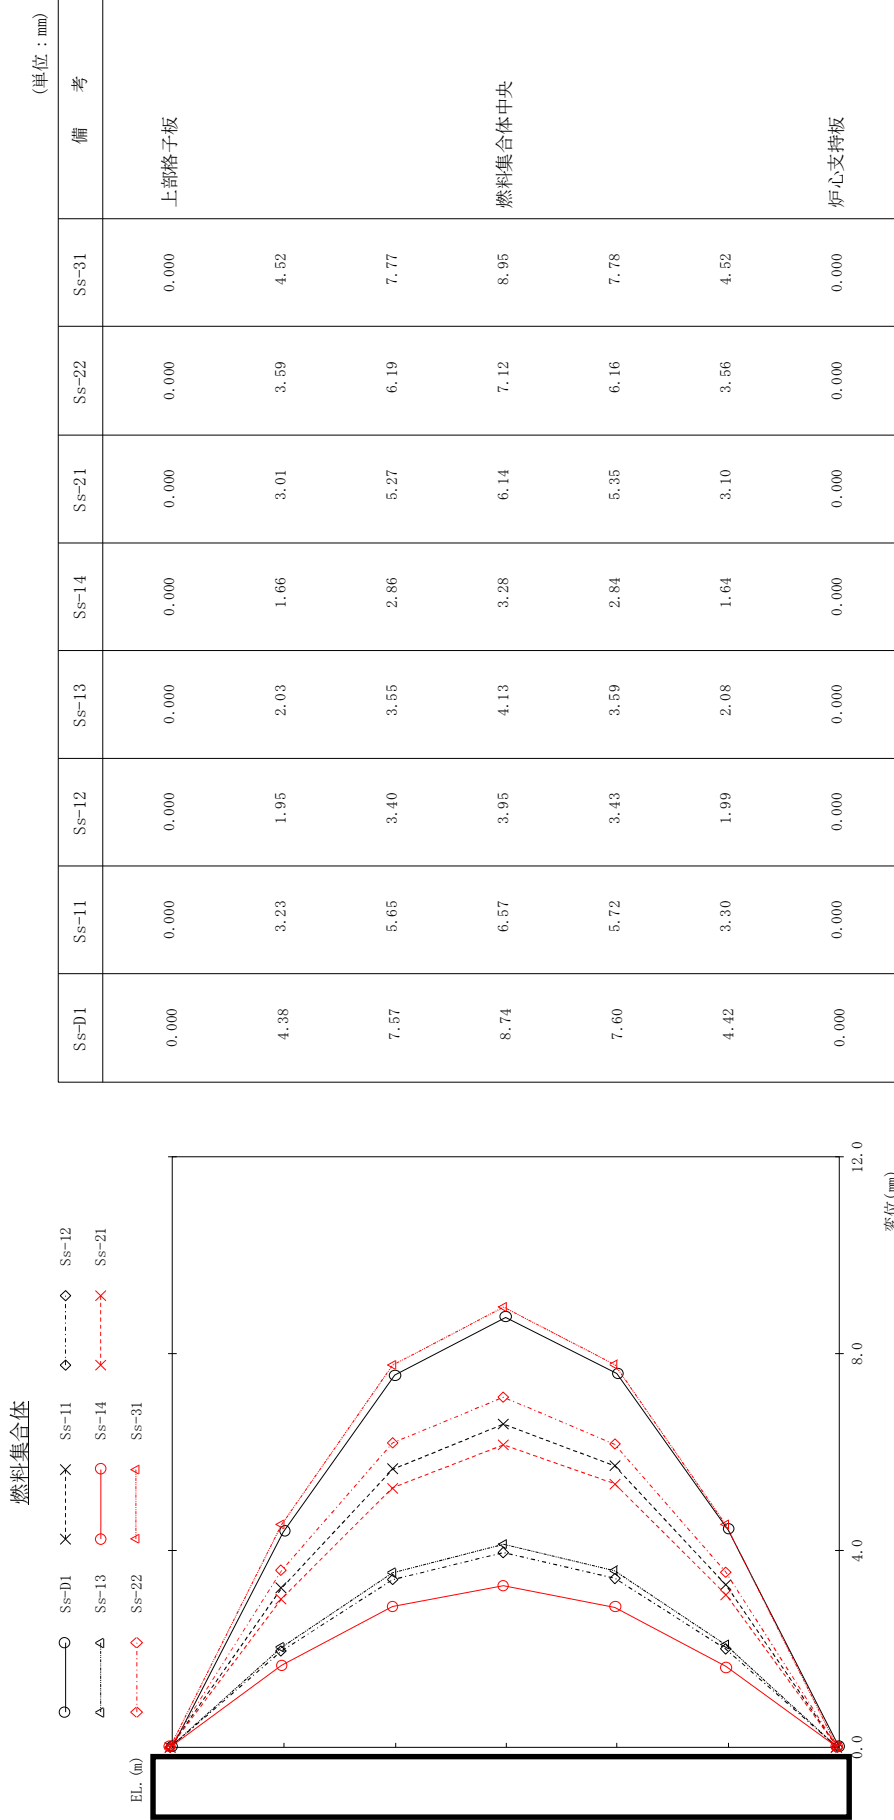 燃料集合体
Ss-D1 Ss-11 Ss-12
Ss-13 Ss-14 Ss-21
Ss-22 Ss-31
EL.(m)
0.0 4.0 8.0 12.0
変位(mm)
(単位:mm)
Ss-D1 Ss-11 Ss-12 Ss-13 Ss-14 Ss-21 Ss-22 Ss-31 備 考
0.000 0.000 0.000 0.000 0.000 0.000 0.000 0.000 上部格子板
4.38 3.23 1.95 2.03 1.66 3.01 3.59 4.52
7.57 5.65 3.40 3.55 2.86 5.27 6.19 7.77
8.74 6.57 3.95 4.13 3.28 6.14 7.12 8.95 燃料集合体中央
7.60 5.72 3.43 3.59 2.84 5.35 6.16 7.78
4.42 3.30 1.99 2.08 1.64 3.10 3.56 4.52
0.000 0.000 0.000 0.000 0.000 0.000 0.000 0.000 炉心支持板